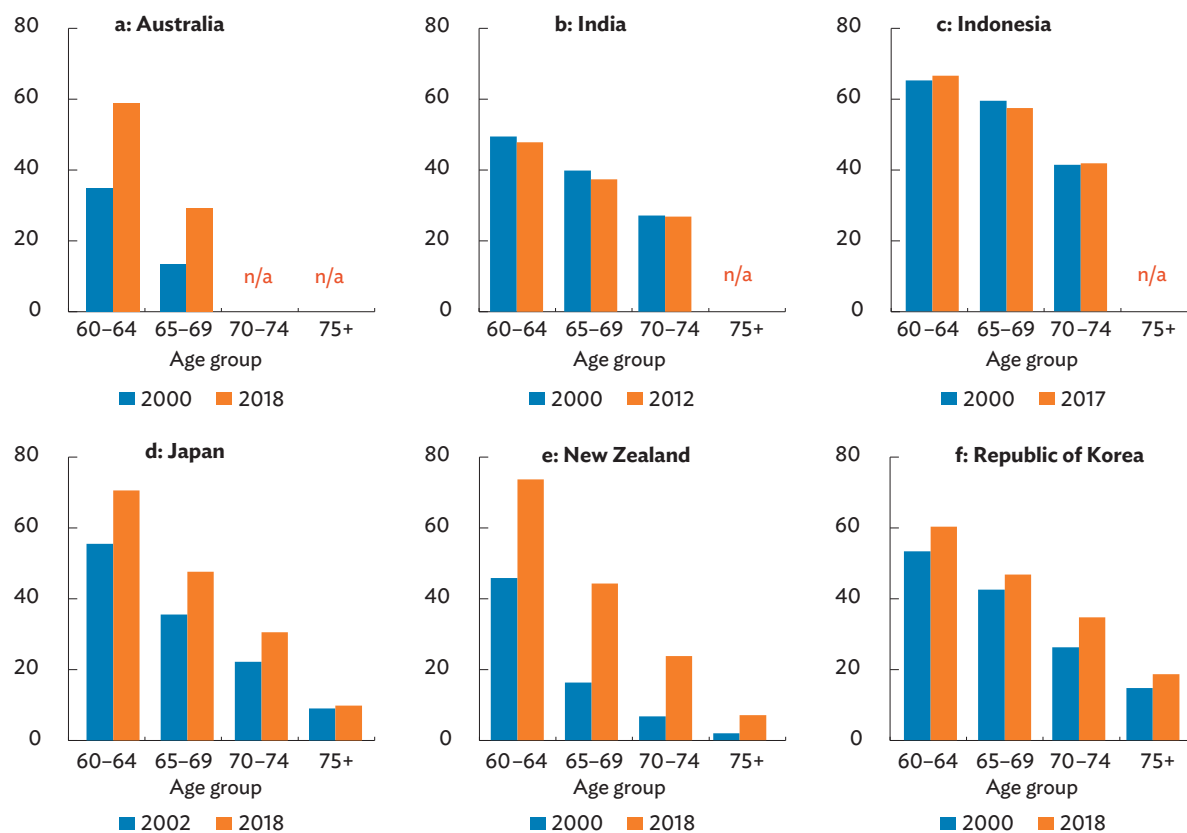 a: Australia
80
60
40
20
0
n/a n/a
60–64 65–69 70–74 75+
Age group
2000 2018
b: India
80
60
40
20
0
n/a
60–64 65–69 70–74 75+
Age group
2000 2012
c: Indonesia
80
60
40
20
0
n/a
60–64 65–69 70–74 75+
Age group
2000 2017
d: Japan
80
60
40
20
0
60–64 65–69 70–74 75+
Age group
2002 2018
e: New Zealand
80
60
40
20
0
60–64 65–69 70–74 75+
Age group
2000 2018
f: Republic of Korea
80
60
40
20
0
60–64 65–69 70–74 75+
Age group
2000 2018